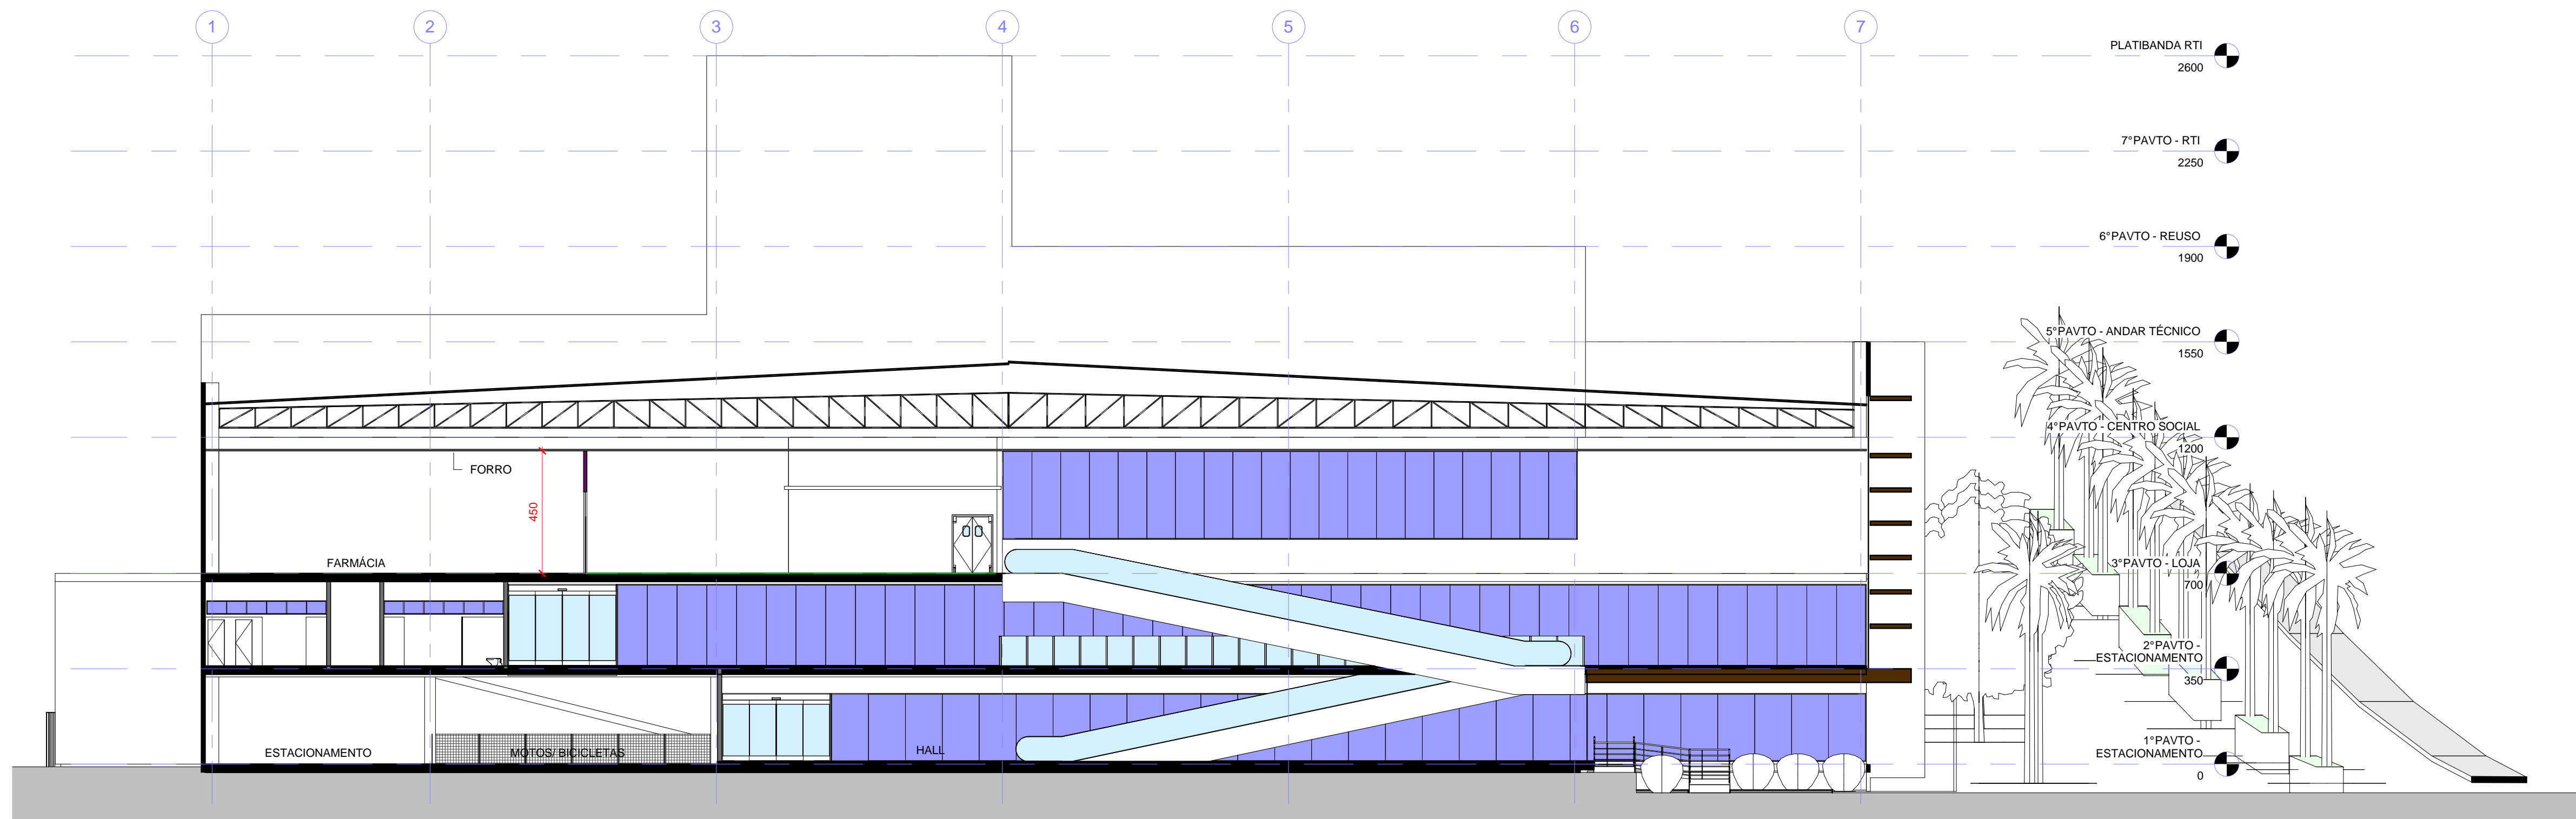 1
2
3
4
5
6
7
PLATIBANDA RTI
2600
7°PAVTO - RTI
2250
6°PAVTO - REUSO
1900
5°PAVTO - ANDAR TÉCNICO
1550
4°PAVTO - CENTRO SOCIAL
1200
FORRO
450
FARMÁCIA
3°PAVTO - LOJA
700
2°PAVTO -
ESTACIONAMENTO
350
ESTACIONAMENTO
MOTOS/ BICICLETAS
HALL
1°PAVTO -
ESTACIONAMENTO
0